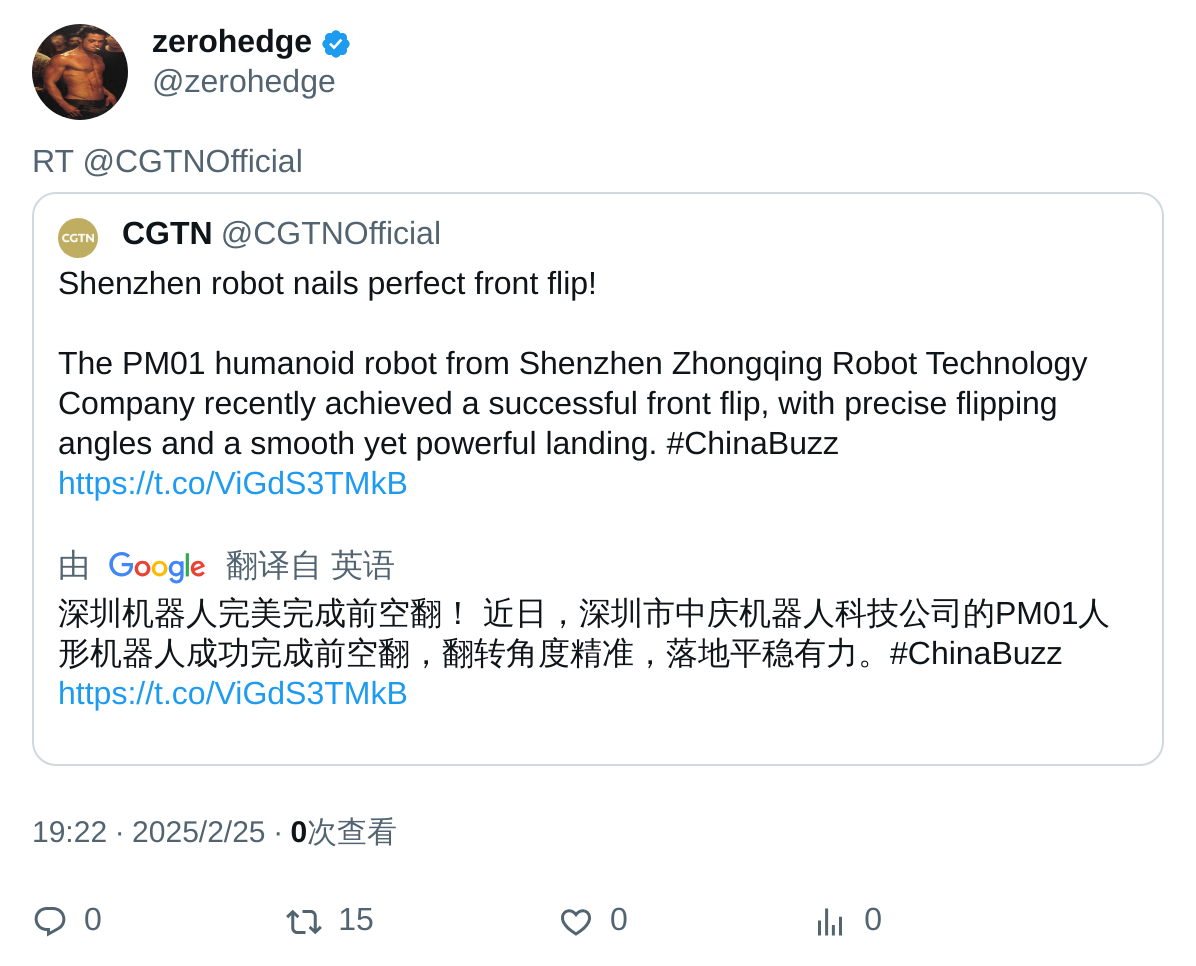 zerohedge
@zerohedge
RT @CGTNOfficial
CGTN
CGTN @CGTNOfficial
Shenzhen robot nails perfect front flip!
The PM01 humanoid robot from Shenzhen Zhongqing Robot Technology
Company recently achieved a successful front flip, with precise flipping
angles and a smooth yet powerful landing. #ChinaBuzz
https://t.co/ViGdS3TMkB
由 Google 翻译自 英语
深圳机器人完美完成前空翻！ 近日，深圳市中庆机器人科技公司的PM01人
形机器人成功完成前空翻，翻转角度精准，落地平稳有力。#ChinaBuzz
https://t.co/ViGdS3TMkB
19:22 · 2025/2/25 · 0次查看
0 15 0 0